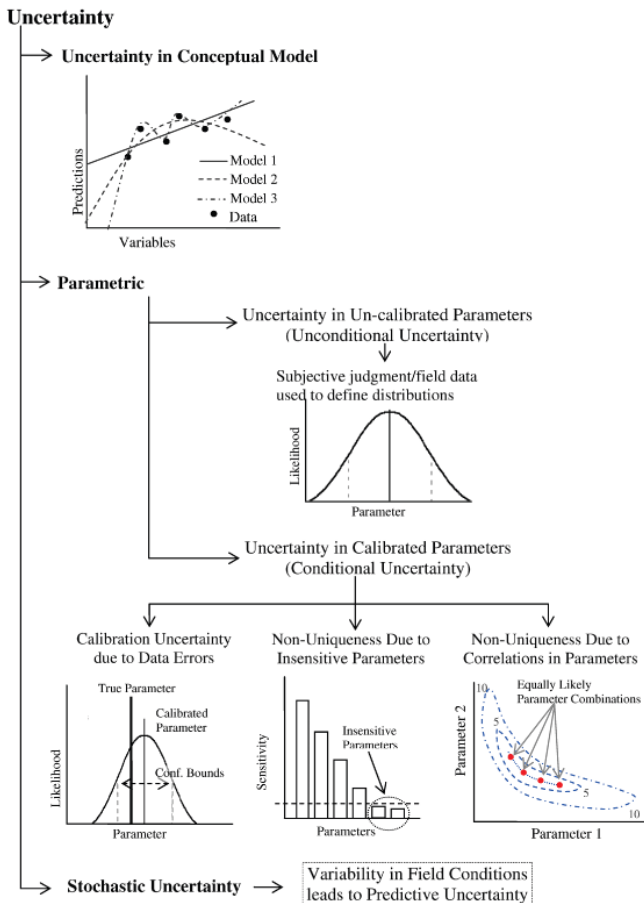 Uncertainty
Uncertainty in Conceptual Model
Predictions
Model 1
Model 2
Model 3
Data
Variables
Parametric
Uncertainty in Un-calibrated Parameters
(Unconditional Uncertainty)
Subjective judgment/field data
used to define distributions
Likelihood
Parameter
Uncertainty in Calibrated Parameters
(Conditional Uncertainty)
Calibration Uncertainty
due to Data Errors
True Parameter
Calibrated
Parameter
Conf. Bounds
Likelihood
Parameter
Non-Uniqueness Due to
Insensitive Parameters
Insensitive
Parameters
Sensitivity
Parameters
Non-Uniqueness Due to
Correlations in Parameters
Equally Likely
Parameter Combinations
10
5
5
10
Parameter 2
Parameter 1
Stochastic Uncertainty
Variability in Field Conditions
leads to Predictive Uncertainty